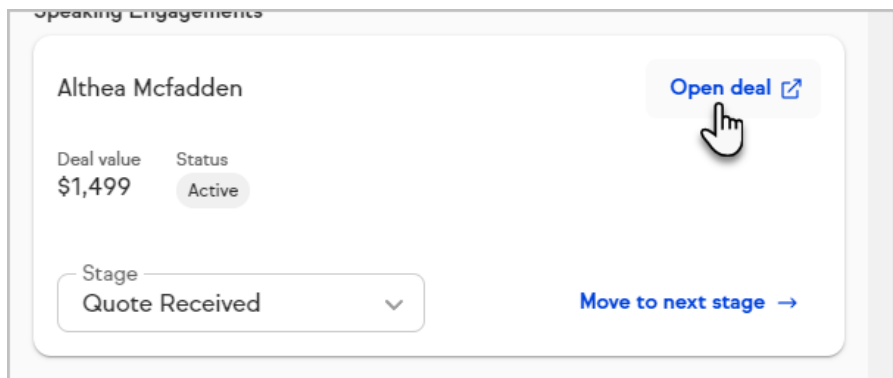 Speaking Engagements
Althea Mcfadden
Open deal
Deal value
Status
$1,499
Active
Stage
Quote Received
Move to next stage →